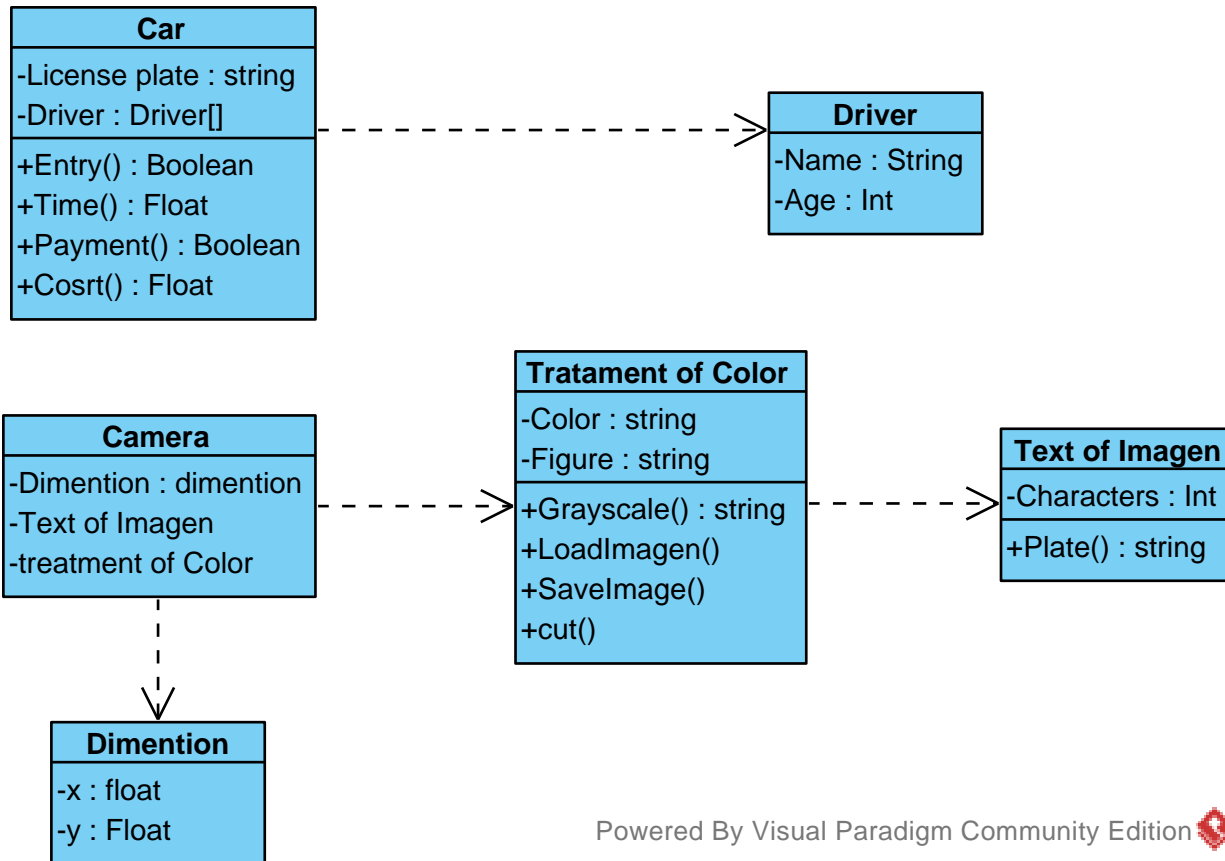 Car
-License plate : string
-Driver : Driver[]
+Entry() : Boolean
+Time() : Float
+Payment() : Boolean
+Cosrt() : Float
Driver
-Name : String
-Age : Int
Camera
-Dimention : dimention
-Text of Imagen
-treatment of Color
Tratament of Color
-Color : string
-Figure : string
+Grayscale() : string
+LoadImagen()
+SaveImage()
+cut()
Text of Imagen
-Characters : Int
+Plate() : string
Dimention
-x : float
-y : Float
Powered By Visual Paradigm Community Edition